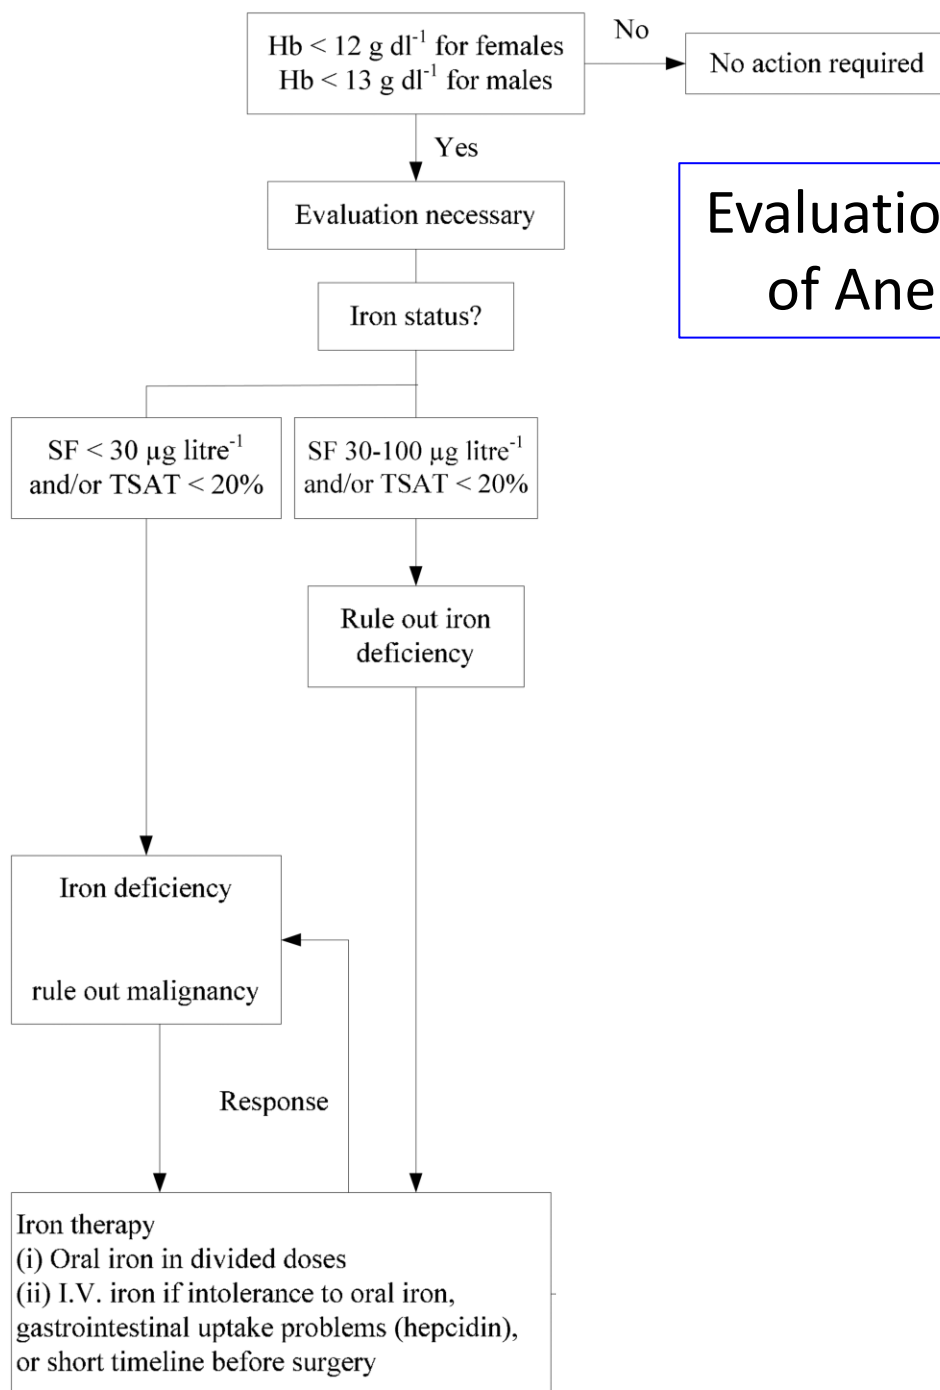 Hb < 12 g dl⁻¹ for females
Hb < 13 g dl⁻¹ for males
No
No action required
Yes
Evaluation necessary
Evaluatio
of Ane
Iron status?
SF < 30 µg litre⁻¹
and/or TSAT < 20%
SF 30-100 µg litre⁻¹
and/or TSAT < 20%
Rule out iron
deficiency
Iron deficiency
rule out malignancy
Response
Iron therapy
(i) Oral iron in divided doses
(ii) I.V. iron if intolerance to oral iron,
gastrointestinal uptake problems (hepcidin),
or short timeline before surgery